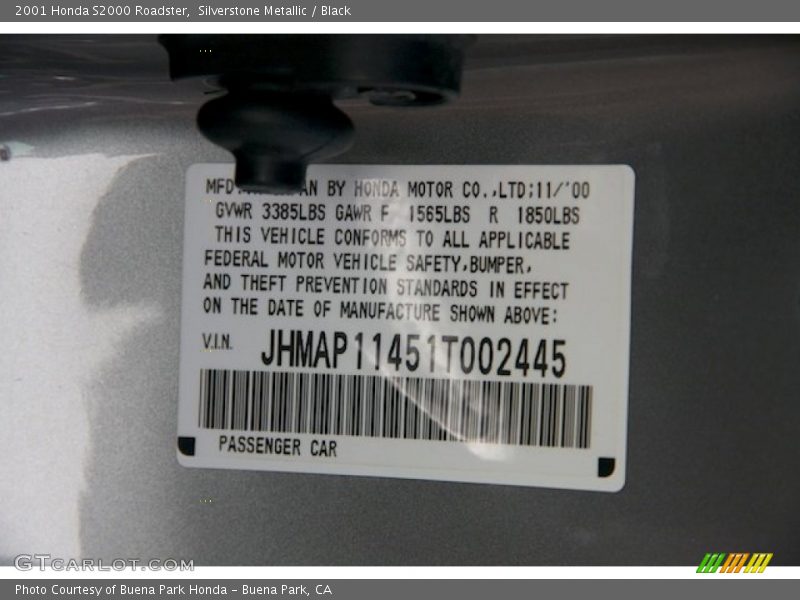 2001 Honda S2000 Roadster, Silverstone Metallic / Black
BY HONDA MOTOR CO.,LTD;11/'00
GVWR 3385LBS GAWR F 1565LBS R 1850LBS
THIS VEHICLE CONFORMS TO ALL APPLICABLE
FEDERAL MOTOR VEHICLE SAFETY,BUMPER,
AND THEFT PREVENTION STANDARDS IN EFFECT
ON THE DATE OF MANUFACTURE SHOWN ABOVE:
V.I.N. JHMAP11451T002445
PASSENGER CAR
GTCARLOT.COM
Photo Courtesy of Buena Park Honda - Buena Park, CA